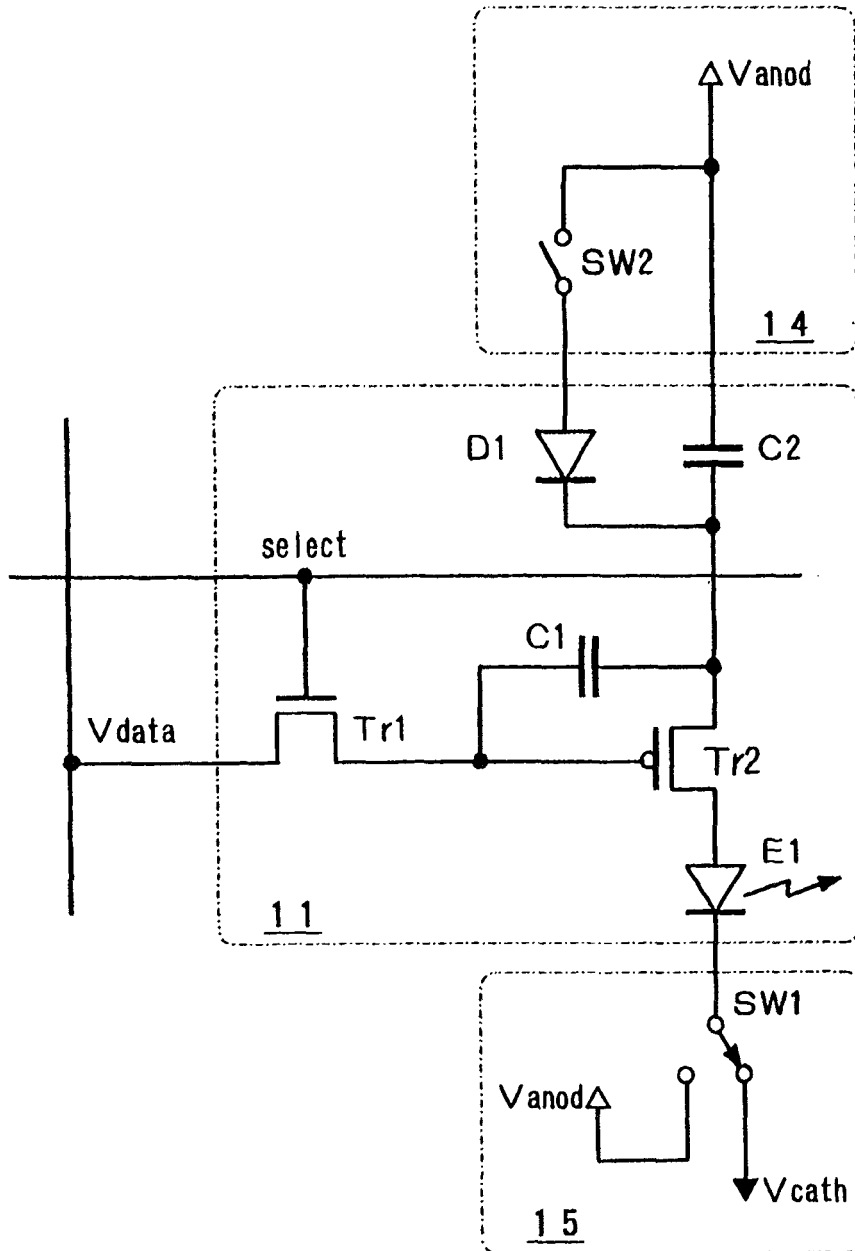 Vanod
SW2
14
D1
C2
select
C1
Vdata
Tr1
Tr2
E1
11
SW1
Vanod
Vcath
15